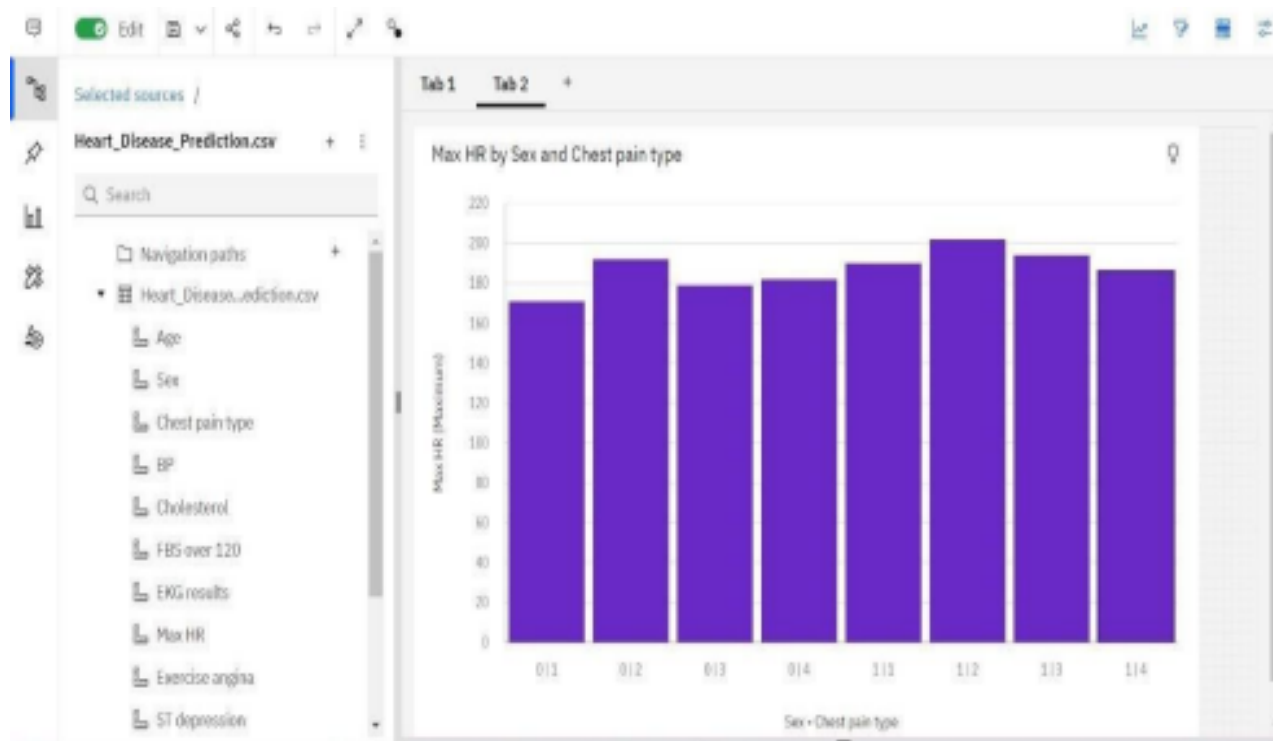 Edit
Selected sources /
Heart_Disease_Prediction.csv
Search
Navigation paths
Heart_Disease...ediction.csv
Age
Sex
Chest pain type
BP
Cholesterol
FBS over 120
EKG results
Max HR
Exercise angina
ST depression
Tab 1 Tab 2 +
Max HR by Sex and Chest pain type
Max HR (Maximum)
220
200
180
160
140
120
100
80
60
40
20
0
0|1 0|2 0|3 0|4 1|1 1|2 1|3 1|4
Sex • Chest pain type